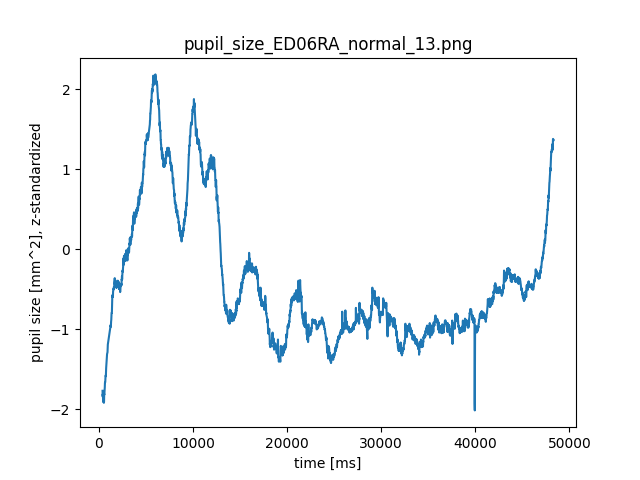 pupil_size_ED06RA_normal_13.png
pupil size [mm^2], z-standardized
2
1
0
−1
−2
0 10000 20000 30000 40000 50000
time [ms]